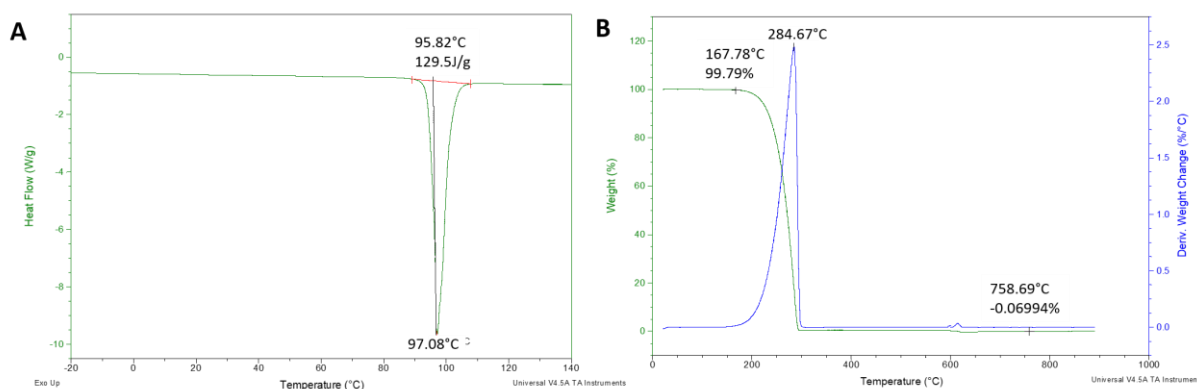 A
95.82°C
129.5J/g
97.08°C
0
-2
-4
-6
-8
-10
Heat Flow (W/g)
-20
0
20
40
60
80
100
120
140
Exo Up
Temperature (°C)
Universal V4.5A TA Instruments
B
284.67°C
167.78°C
99.79%
758.69°C
-0.06994%
120
100
80
60
40
20
0
Weight (%)
2.5
2.0
1.5
1.0
0.5
0.0
Deriv. Weight Change (%/°C)
0
200
400
600
800
1000
Temperature (°C)
Universal V4.5A TA Instruments